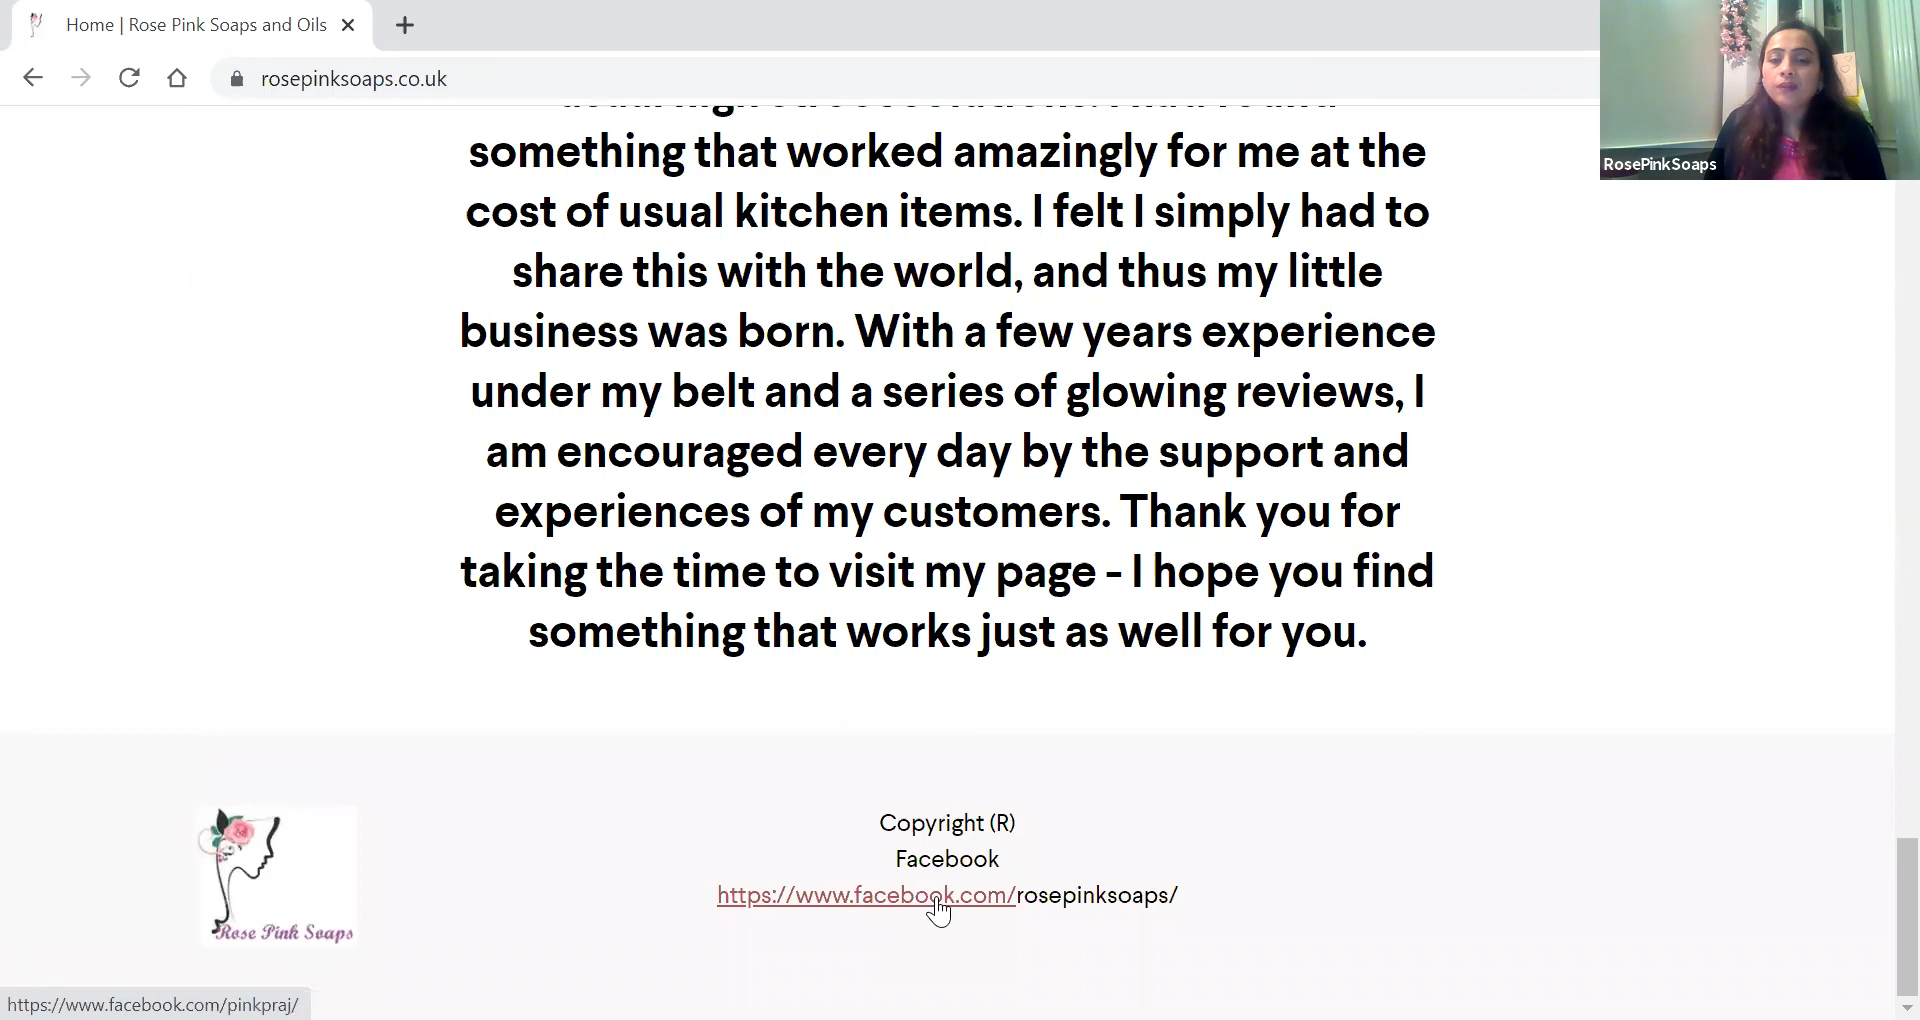 Home | Rose Pink Soaps and Oils
rosepinksoaps.co.uk
RosePinkSoaps
something that worked amazingly for me at the
cost of usual kitchen items. I felt I simply had to
share this with the world, and thus my little
business was born. With a few years experience
under my belt and a series of glowing reviews, I
am encouraged every day by the support and
experiences of my customers. Thank you for
taking the time to visit my page - I hope you find
something that works just as well for you.
Copyright (R)
Facebook
https://www.facebook.com/rosepinksoaps/
Rose Pink Soaps
https://www.facebook.com/pinkpraj/